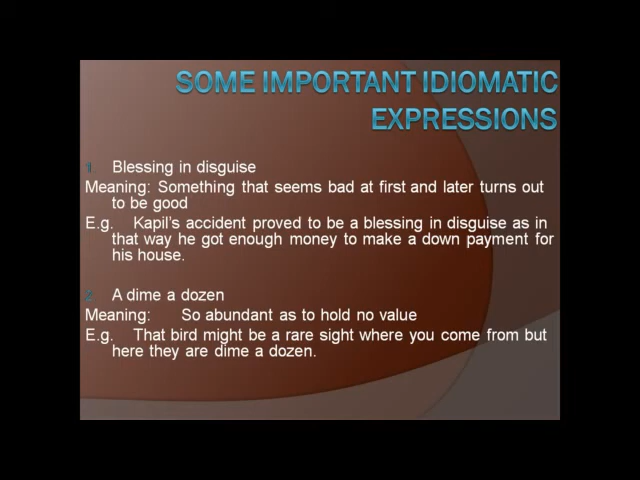 SOME IMPORTANT IDIOMATIC
EXPRESSIONS
1. Blessing in disguise
Meaning: Something that seems bad at first and later turns out
to be good
E.g. Kapil's accident proved to be a blessing in disguise as in
that way he got enough money to make a down payment for
his house.
2. A dime a dozen
Meaning: So abundant as to hold no value
E.g. That bird might be a rare sight where you come from but
here they are dime a dozen.